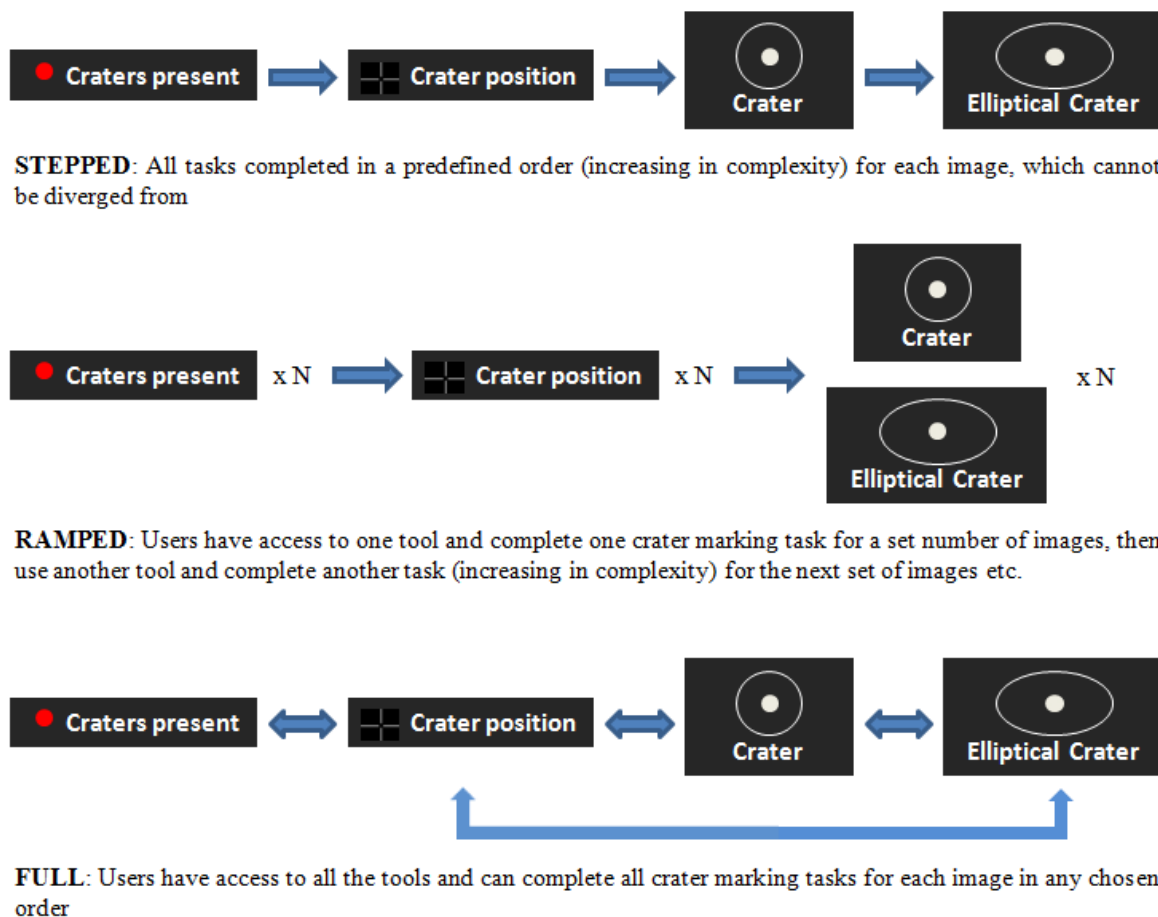 Craters present
Crater position
Crater
Elliptical Crater
STEPPED: All tasks completed in a predefined order (increasing in complexity) for each image, which cannot
be diverged from
Craters present x N
Crater position x N
Crater
Elliptical Crater
x N
RAMPED: Users have access to one tool and complete one crater marking task for a set number of images, then
use another tool and complete another task (increasing in complexity) for the next set of images etc.
Craters present
Crater position
Crater
Elliptical Crater
FULL: Users have access to all the tools and can complete all crater marking tasks for each image in any chosen
order